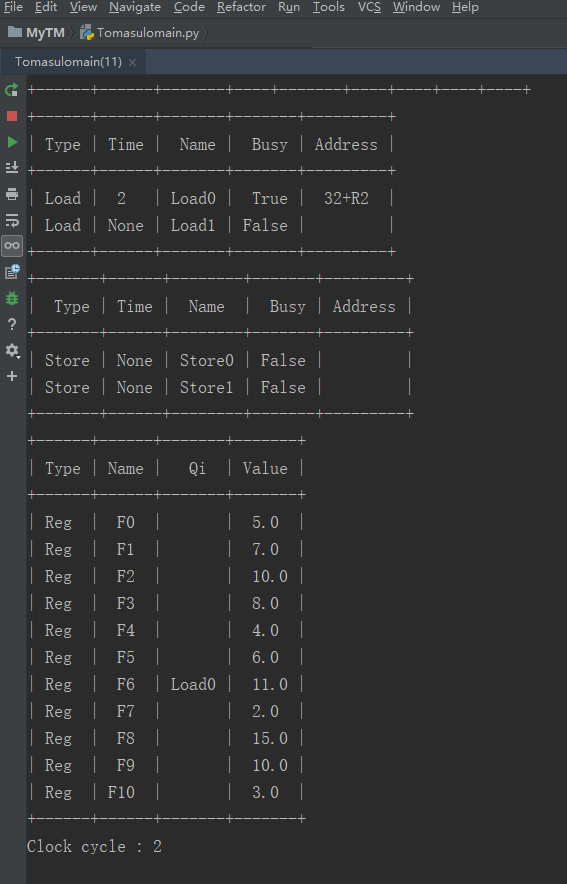 File Edit View Navigate Code Refactor Run Tools VCS Window Help
MyTM Tomasulomain.py
Tomasulomain(11) ×
+------+------+-------+----+-------+----+----+----+----+
+------+------+-------+-------+---------+
| Type | Time |  Name |  Busy | Address |
+------+------+-------+-------+---------+
| Load |  2   | Load0 |  True |  32+R2  |
| Load | None | Load1 | False |         |
+------+------+-------+-------+---------+
+-------+------+--------+-------+---------+
|  Type | Time |  Name  |  Busy | Address |
+-------+------+--------+-------+---------+
| Store | None | Store0 | False |         |
| Store | None | Store1 | False |         |
+-------+------+--------+-------+---------+
+------+------+-------+-------+
| Type | Name |   Qi  | Value |
+------+------+-------+-------+
| Reg  |  F0  |       |  5.0  |
| Reg  |  F1  |       |  7.0  |
| Reg  |  F2  |       |  10.0 |
| Reg  |  F3  |       |  8.0  |
| Reg  |  F4  |       |  4.0  |
| Reg  |  F5  |       |  6.0  |
| Reg  |  F6  | Load0 |  11.0 |
| Reg  |  F7  |       |  2.0  |
| Reg  |  F8  |       |  15.0 |
| Reg  |  F9  |       |  10.0 |
| Reg  | F10  |       |  3.0  |
+------+------+-------+-------+
Clock cycle : 2